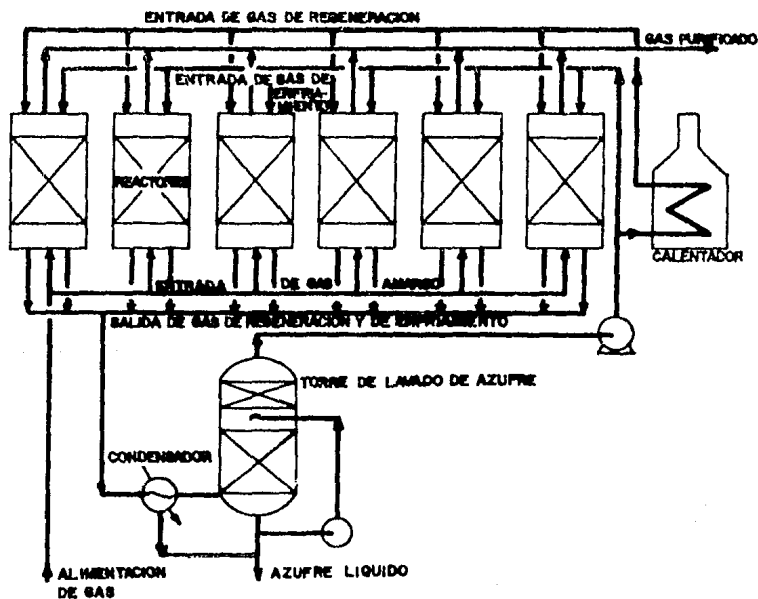 ENTRADA DE GAS DE REGENERACION
GAS PURIFICADO
ENTRADA DE GAS DE
ENFRIA-
MIENTO
REACTORES
CALENTADOR
ENTRADA DE GAS AMARGO
SALIDA DE GAS DE REGENERACION Y DE ENFRIAMIENTO
TORRE DE LAVADO DE AZUFRE
CONDENSADOR
ALIMENTACION
DE GAS
AZUFRE LIQUIDO